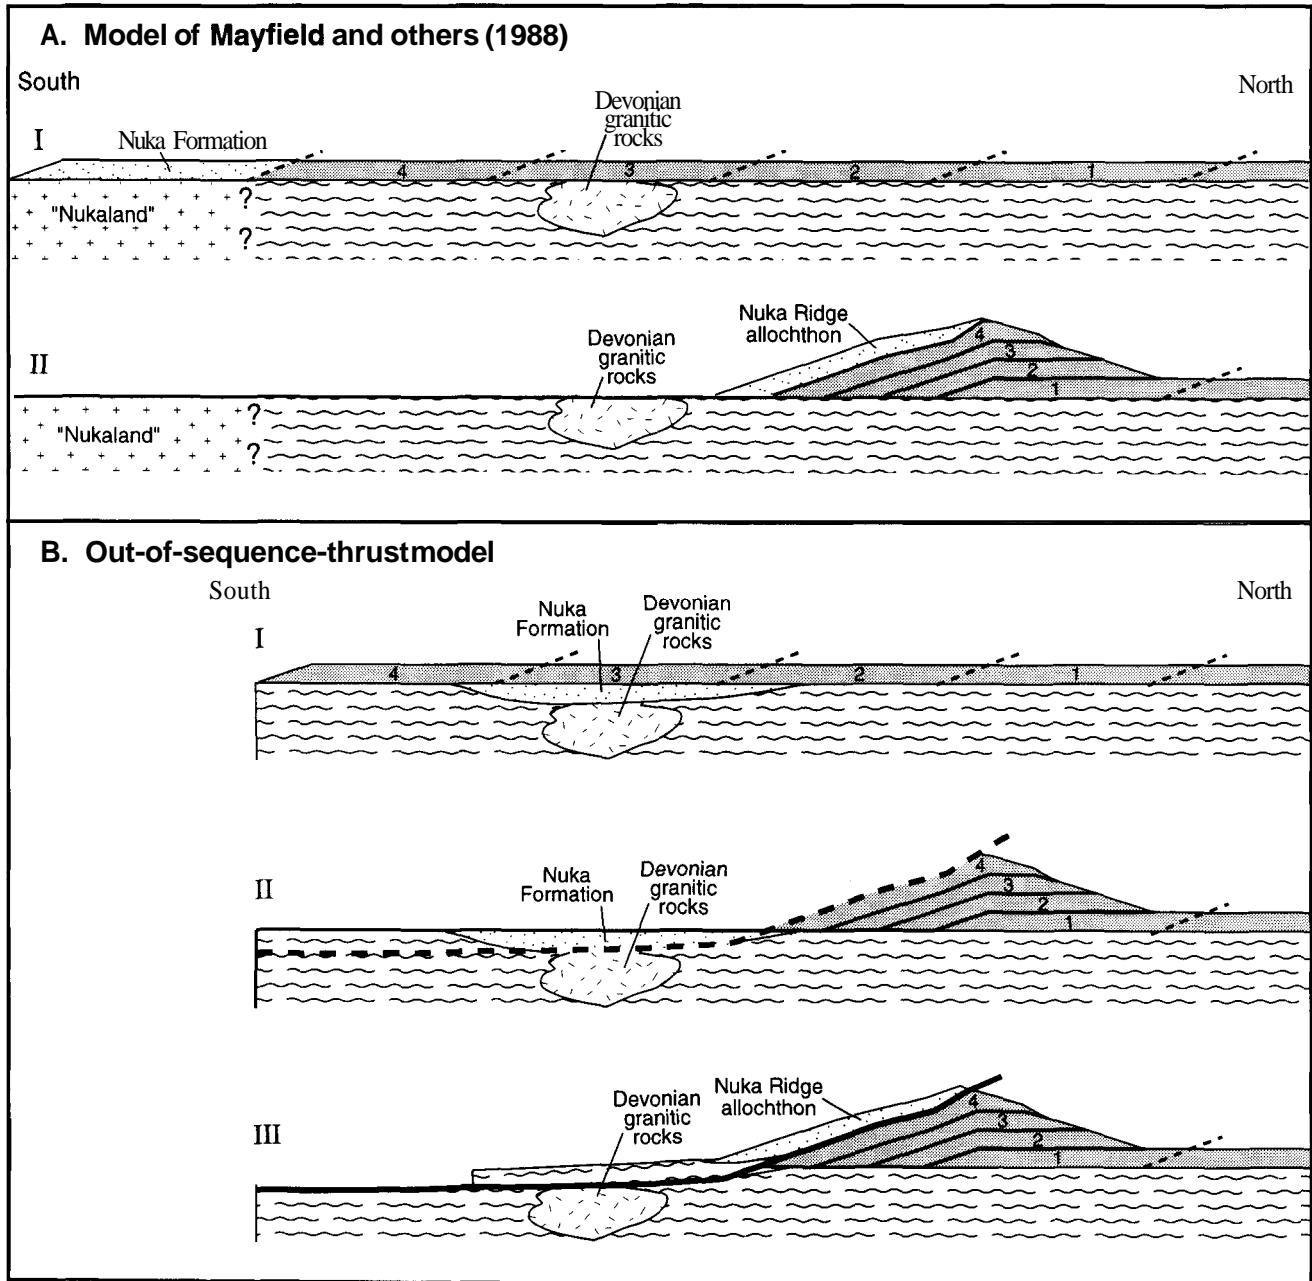 A. Model of Mayfield and others (1988)
South
North
I
Nuka Formation
Devonian
granitic
rocks
4
3
2
1
"Nukaland"
?
?
II
Devonian
granitic
rocks
Nuka Ridge
allochthon
4
3
2
1
"Nukaland"
?
?
B. Out-of-sequence-thrustmodel
South
North
I
Nuka
Formation
Devonian
granitic
rocks
4
3
2
1
II
Nuka
Formation
Devonian
granitic
rocks
4
3
2
1
III
Devonian
granitic
rocks
Nuka Ridge
allochthon
4
3
2
1